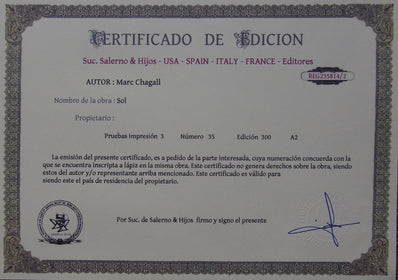 CERTIFICADO DE EDICION
Suc. Salerno & Hijos - USA - SPAIN - ITALY - FRANCE - Editores
REG235814/2
AUTOR : Marc Chagall
Nombre de la obra : Sol
Propietario :
Pruebas impresión 3 Número 35 Edición 300 A2
La emisión del presente certificado, es a pedido de la parte interesada, cuya numeración concuerda con la
que se encuentra inscripta a lápiz en la misma obra. Este certificado no genera derechos sobre la obra, siendo
estos del autor y/o representante arriba mencionado. Este certificado es válido para
siendo este el país de residencia del propietario.
Por Suc. de Salerno & Hijos firmo y signo el presente